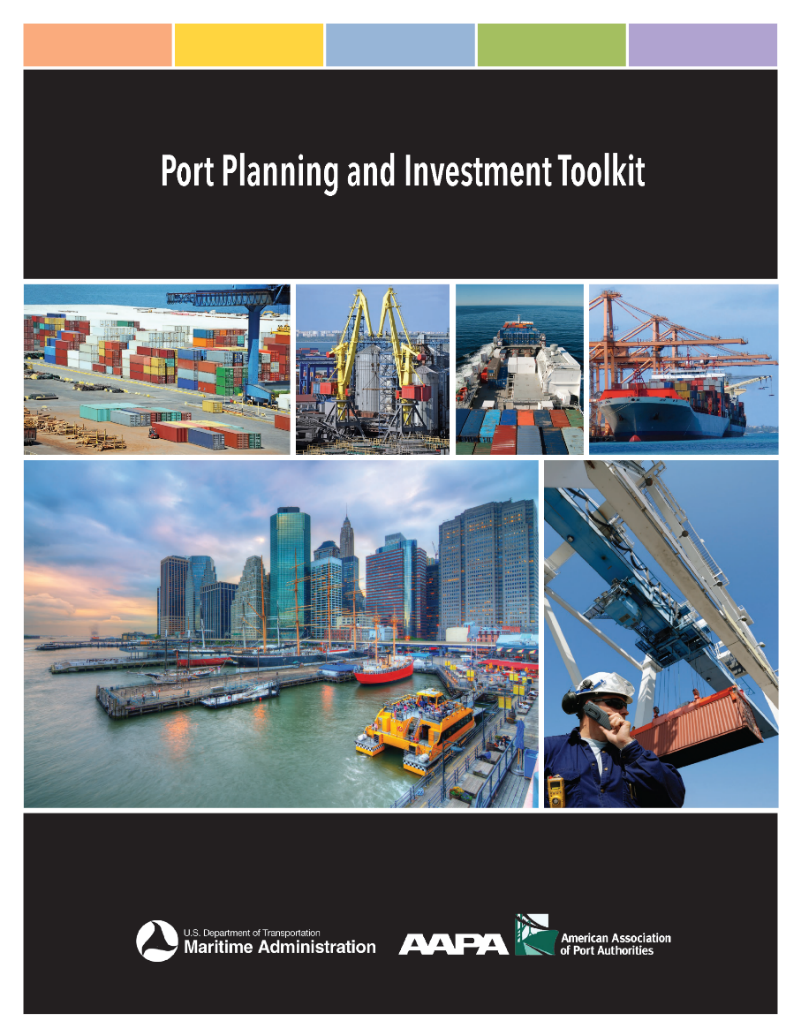 Port Planning and Investment Toolkit
U.S. Department of Transportation
Maritime Administration
AAPA
American Association
of Port Authorities